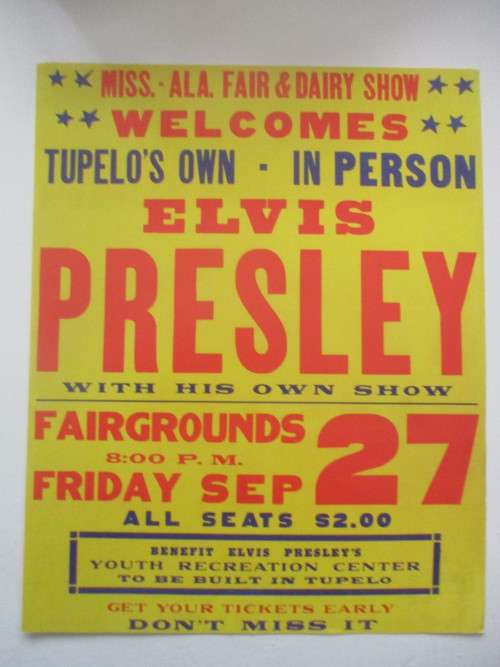 MISS. - ALA. FAIR & DAIRY SHOW
WELCOMES
TUPELO'S OWN - IN PERSON
ELVIS
PRESLEY
WITH HIS OWN SHOW
FAIRGROUNDS
8:00 P. M.
FRIDAY SEP 27
ALL SEATS $2.00
BENEFIT ELVIS PRESLEY'S
YOUTH RECREATION CENTER
TO BE BUILT IN TUPELO
GET YOUR TICKETS EARLY
DON'T MISS IT